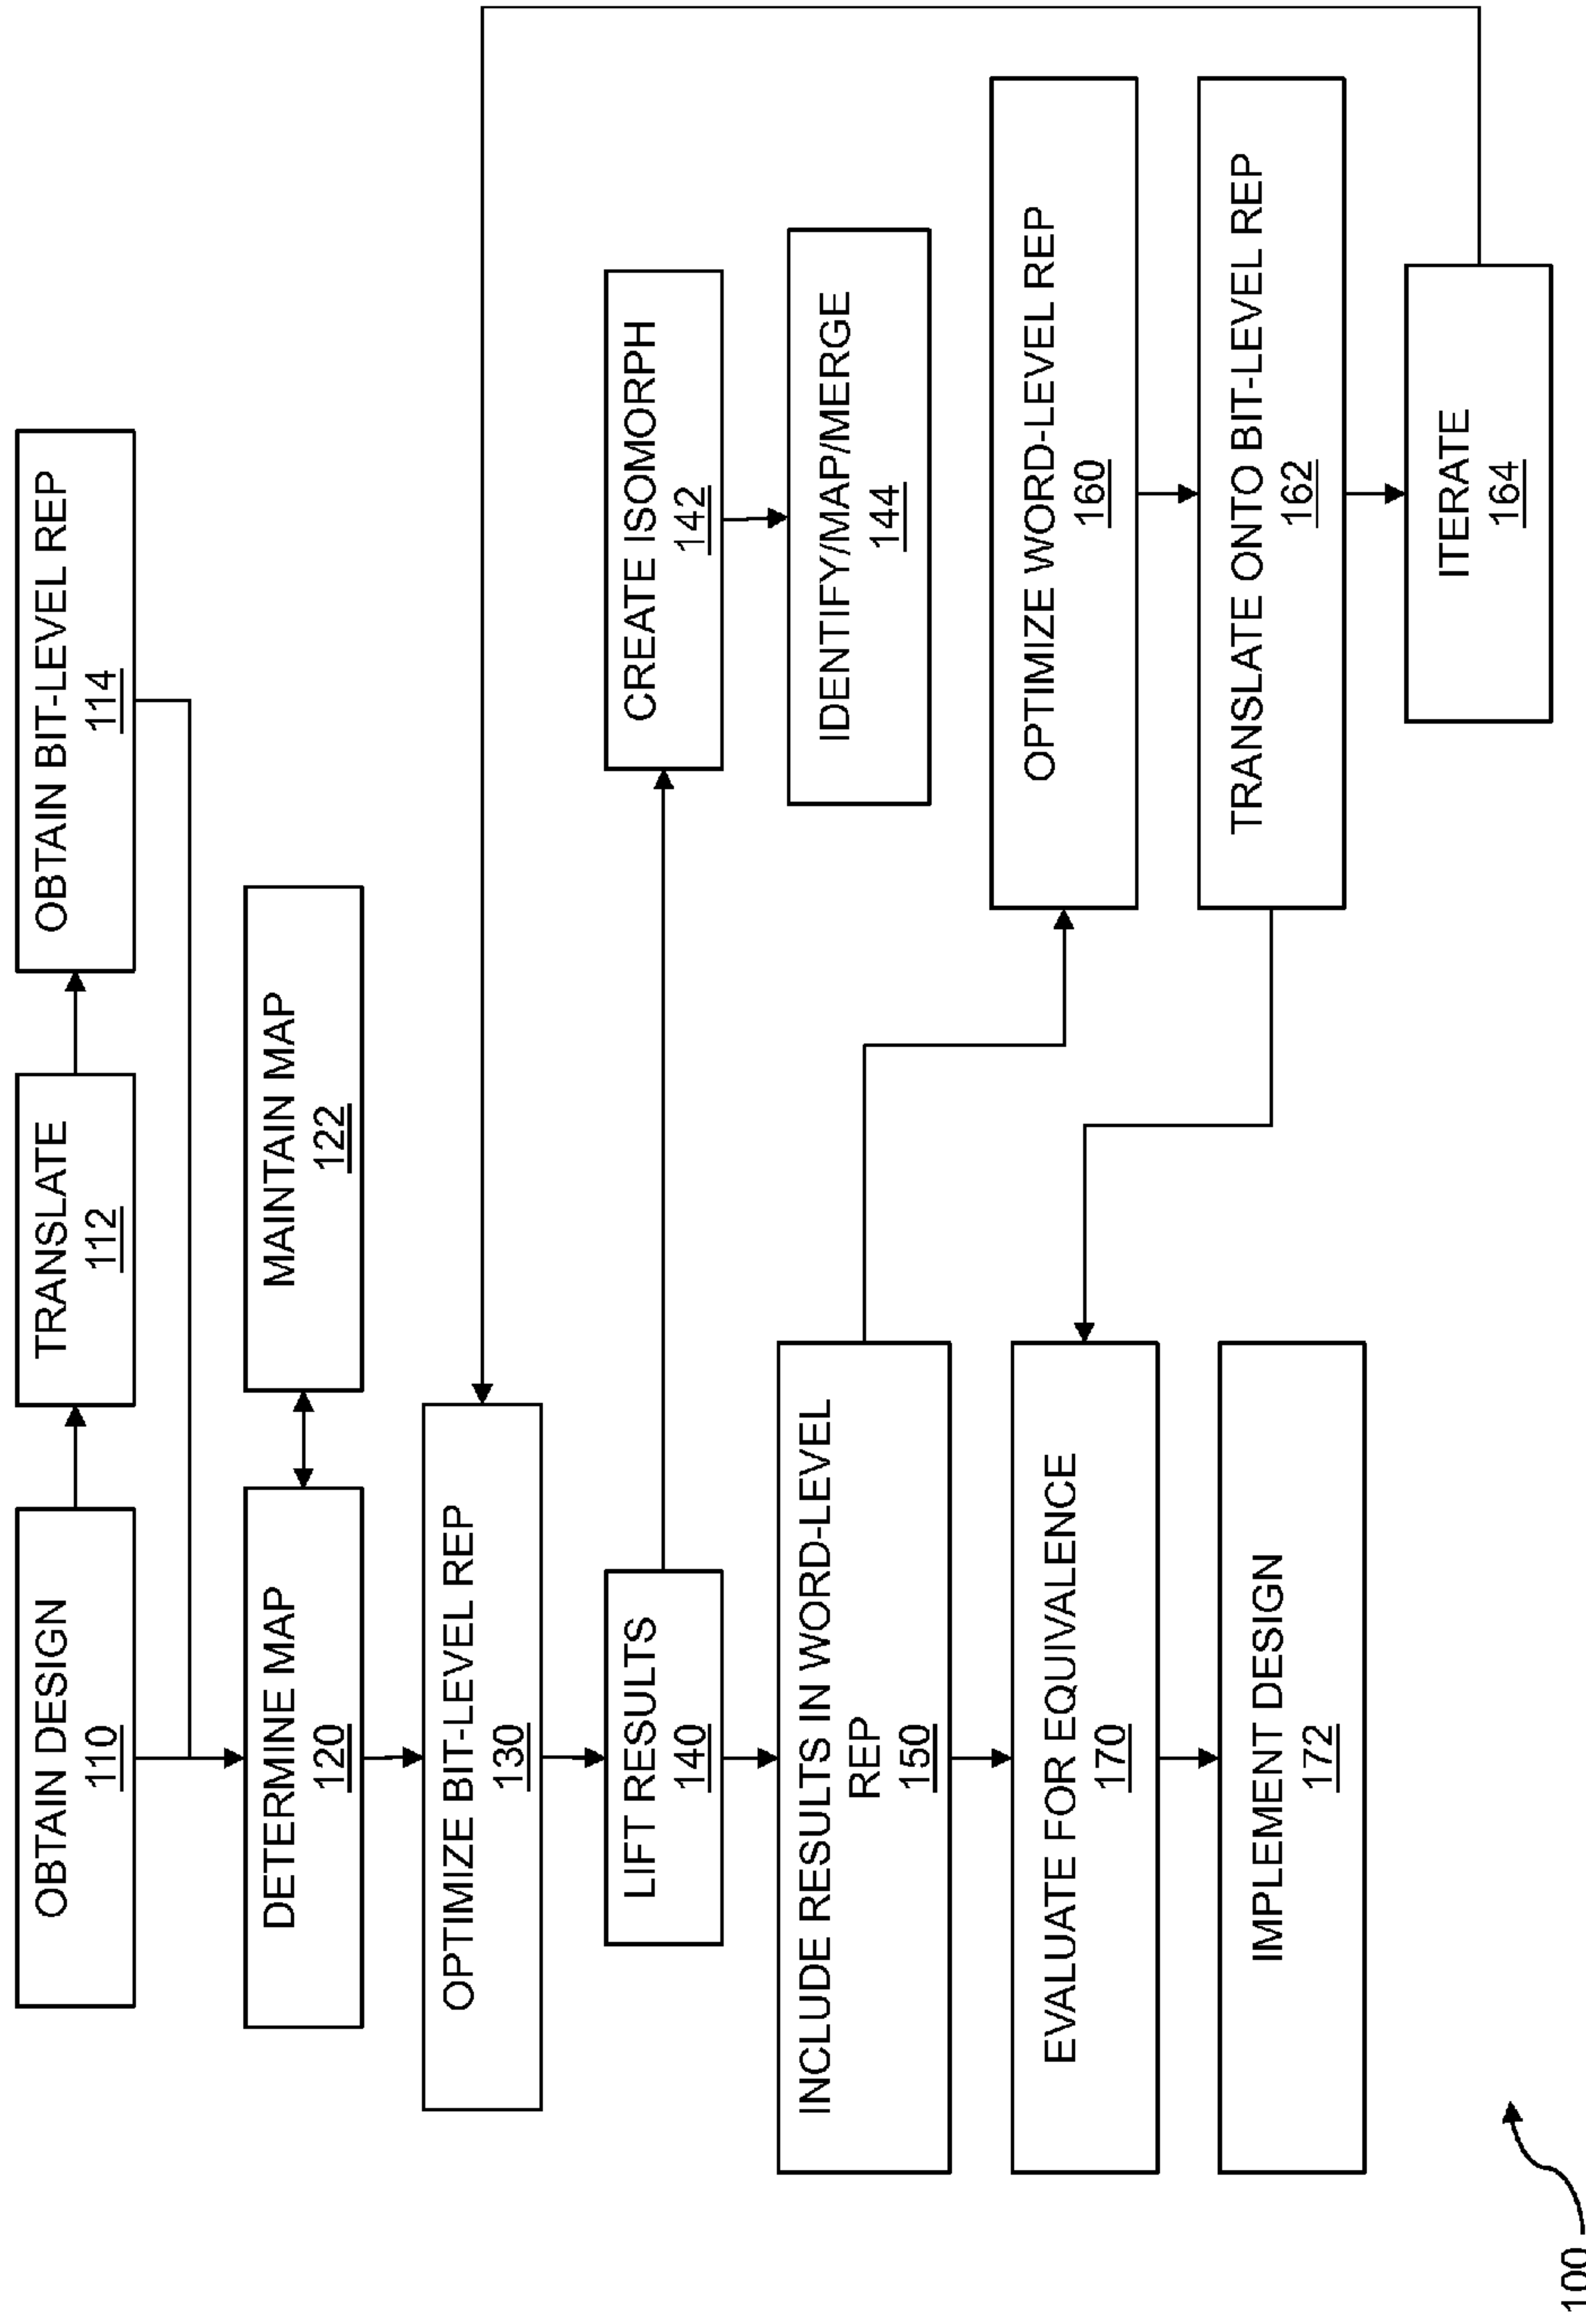 OBTAIN DESIGN
110
TRANSLATE
112
OBTAIN BIT-LEVEL REP
114
DETERMINE MAP
120
MAINTAIN MAP
122
OPTIMIZE BIT-LEVEL REP
130
LIFT RESULTS
140
CREATE ISOMORPH
142
IDENTIFY/MAP/MERGE
144
INCLUDE RESULTS IN WORD-LEVEL
REP
150
OPTIMIZE WORD-LEVEL REP
160
EVALUATE FOR EQUIVALENCE
170
TRANSLATE ONTO BIT-LEVEL REP
162
IMPLEMENT DESIGN
172
ITERATE
164
100